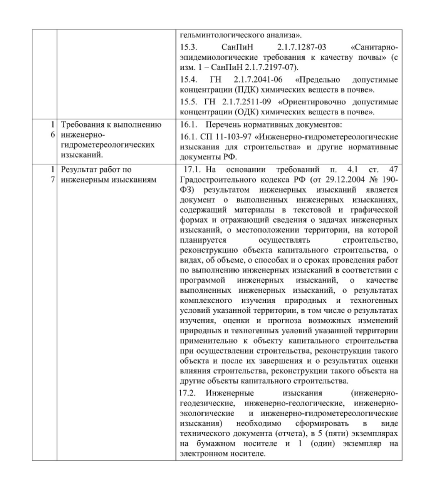 гельминтологического анализа».
15.3. СанПиН 2.1.7.1287-03 «Санитарно-
эпидемиологические требования к качеству почвы» (с
изм. 1 – СанПиН 2.1.7.2197-07).
15.4. ГН 2.1.7.2041-06 «Предельно допустимые
концентрации (ПДК) химических веществ в почве».
15.5. ГН 2.1.7.2511-09 «Ориентировочно допустимые
концентрации (ОДК) химических веществ в почве».
1
6
Требования к выполнению
инженерно-
гидрометереологических
изысканий.
16.1. Перечень нормативных документов:
16.1. СП 11-103-97 «Инженерно-гидрометереологические
изыскания для строительства» и другие нормативные
документы РФ.
1
7
Результат работ по
инженерным изысканиям
17.1. На основании требований п. 4.1 ст. 47
Градостроительного кодекса РФ (от 29.12.2004 № 190-
ФЗ) результатом инженерных изысканий является
документ о выполненных инженерных изысканиях,
содержащий материалы в текстовой и графической
формах и отражающий сведения о задачах инженерных
изысканий, о местоположении территории, на которой
планируется осуществлять строительство,
реконструкцию объекта капитального строительства, о
видах, об объеме, о способах и о сроках проведения работ
по выполнению инженерных изысканий в соответствии с
программой инженерных изысканий, о качестве
выполненных инженерных изысканий, о результатах
комплексного изучения природных и техногенных
условий указанной территории, в том числе о результатах
изучения, оценки и прогноза возможных изменений
природных и техногенных условий указанной территории
применительно к объекту капитального строительства
при осуществлении строительства, реконструкции такого
объекта и после их завершения и о результатах оценки
влияния строительства, реконструкции такого объекта на
другие объекты капитального строительства.
17.2. Инженерные изыскания (инженерно-
геодезические, инженерно-геологические, инженерно-
экологические и инженерно-гидрометереологические
изыскания) необходимо сформировать в виде
технического документа (отчета), в 5 (пяти) экземплярах
на бумажном носителе и 1 (один) экземпляр на
электронном носителе.